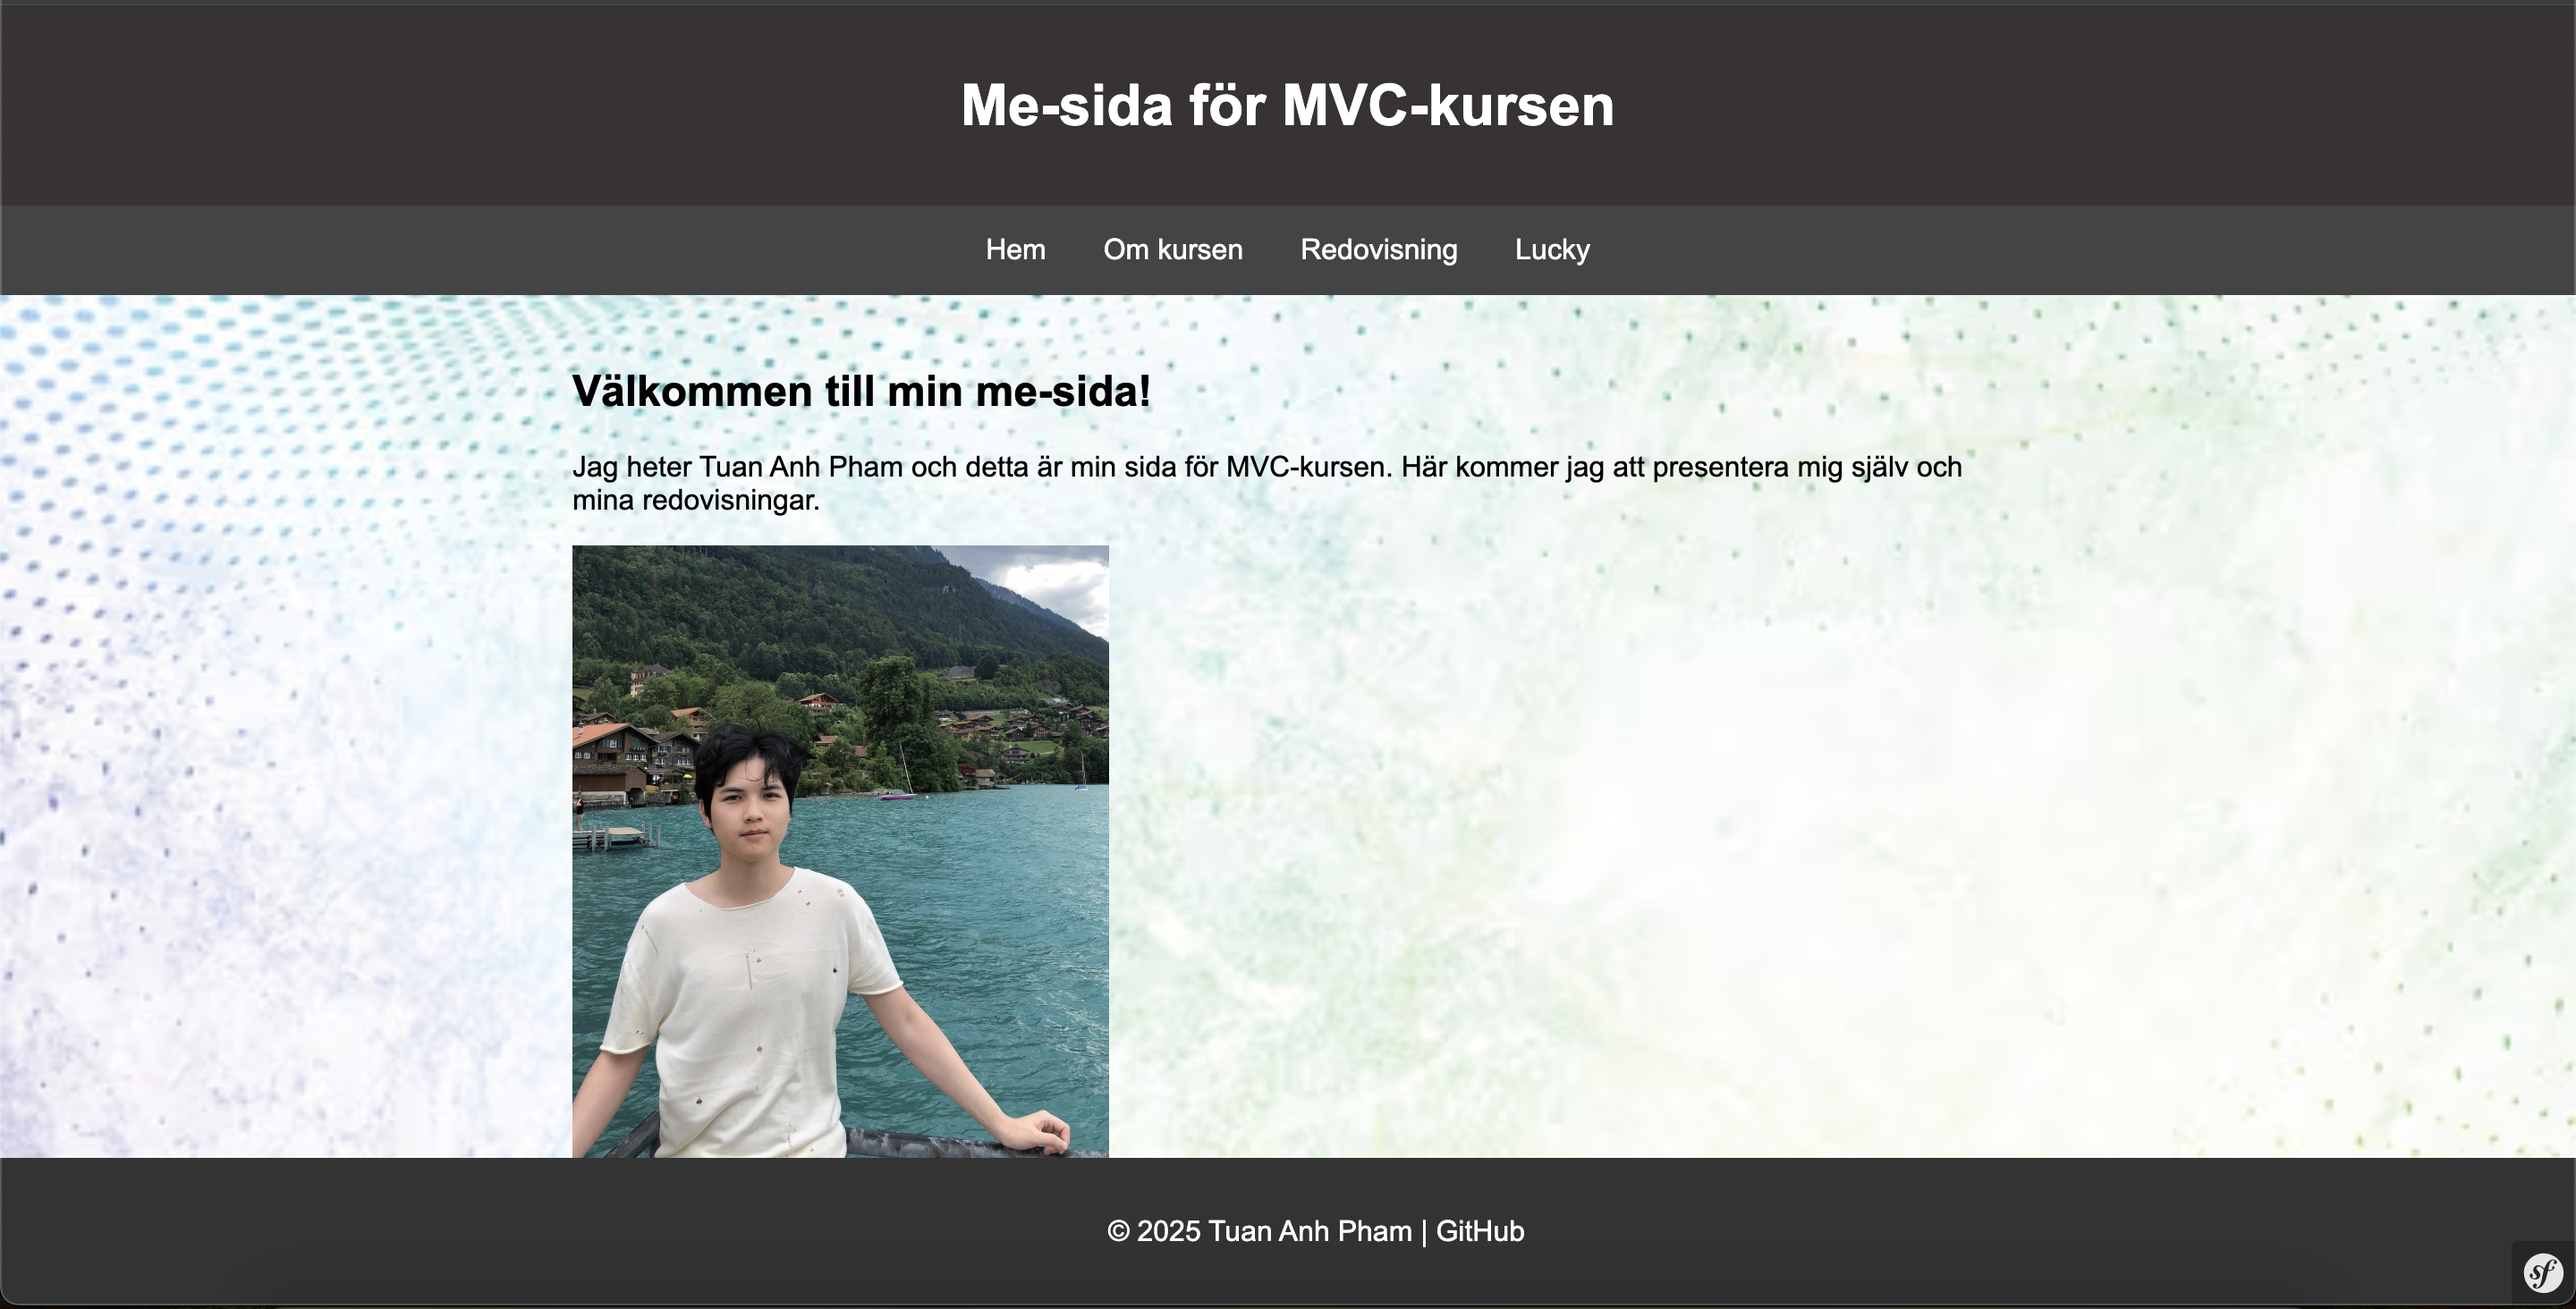 Me-sida för MVC-kursen
Hem Om kursen Redovisning Lucky
Välkommen till min me-sida!
Jag heter Tuan Anh Pham och detta är min sida för MVC-kursen. Här kommer jag att presentera mig själv och
mina redovisningar.
© 2025 Tuan Anh Pham | GitHub
sf